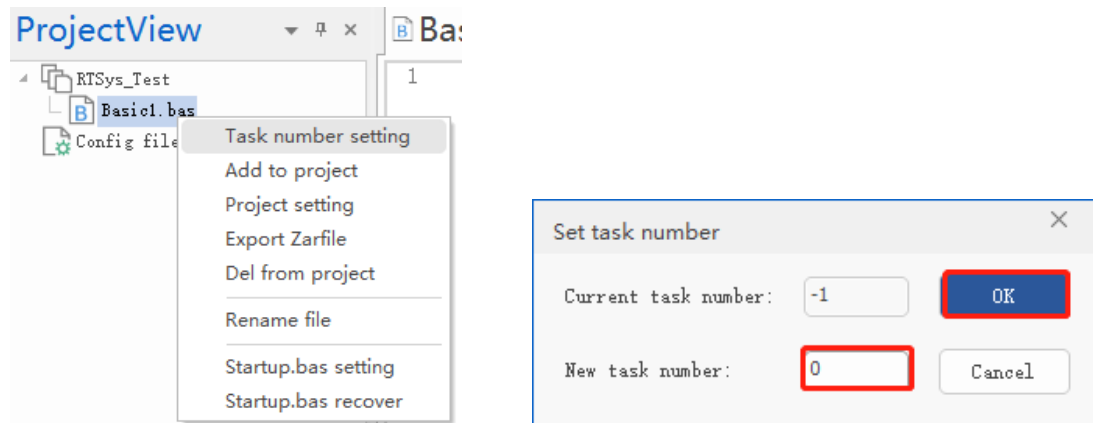 ProjectView
Bas
1
RTSys_Test
Basic1.bas
Config file
Task number setting
Add to project
Project setting
Export Zarfile
Del from project
Rename file
Startup.bas setting
Startup.bas recover
Set task number
Current task number: -1 OK
New task number: 0 Cancel